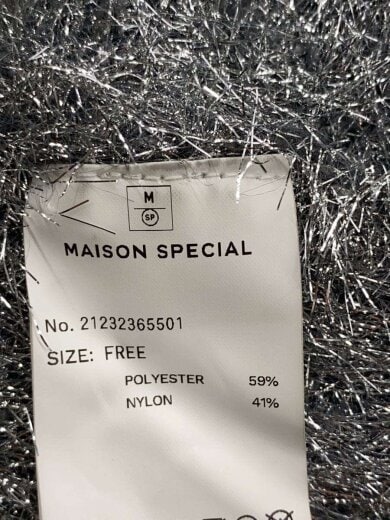 M
SP
MAISON SPECIAL
No. 21232365501
SIZE: FREE
POLYESTER 59%
NYLON 41%